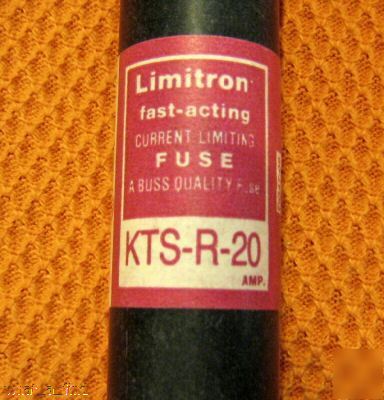 Limitron
fast-acting
CURRENT LIMITING
FUSE
A BUSS QUALITY Fuse
KTS-R-20
AMP.